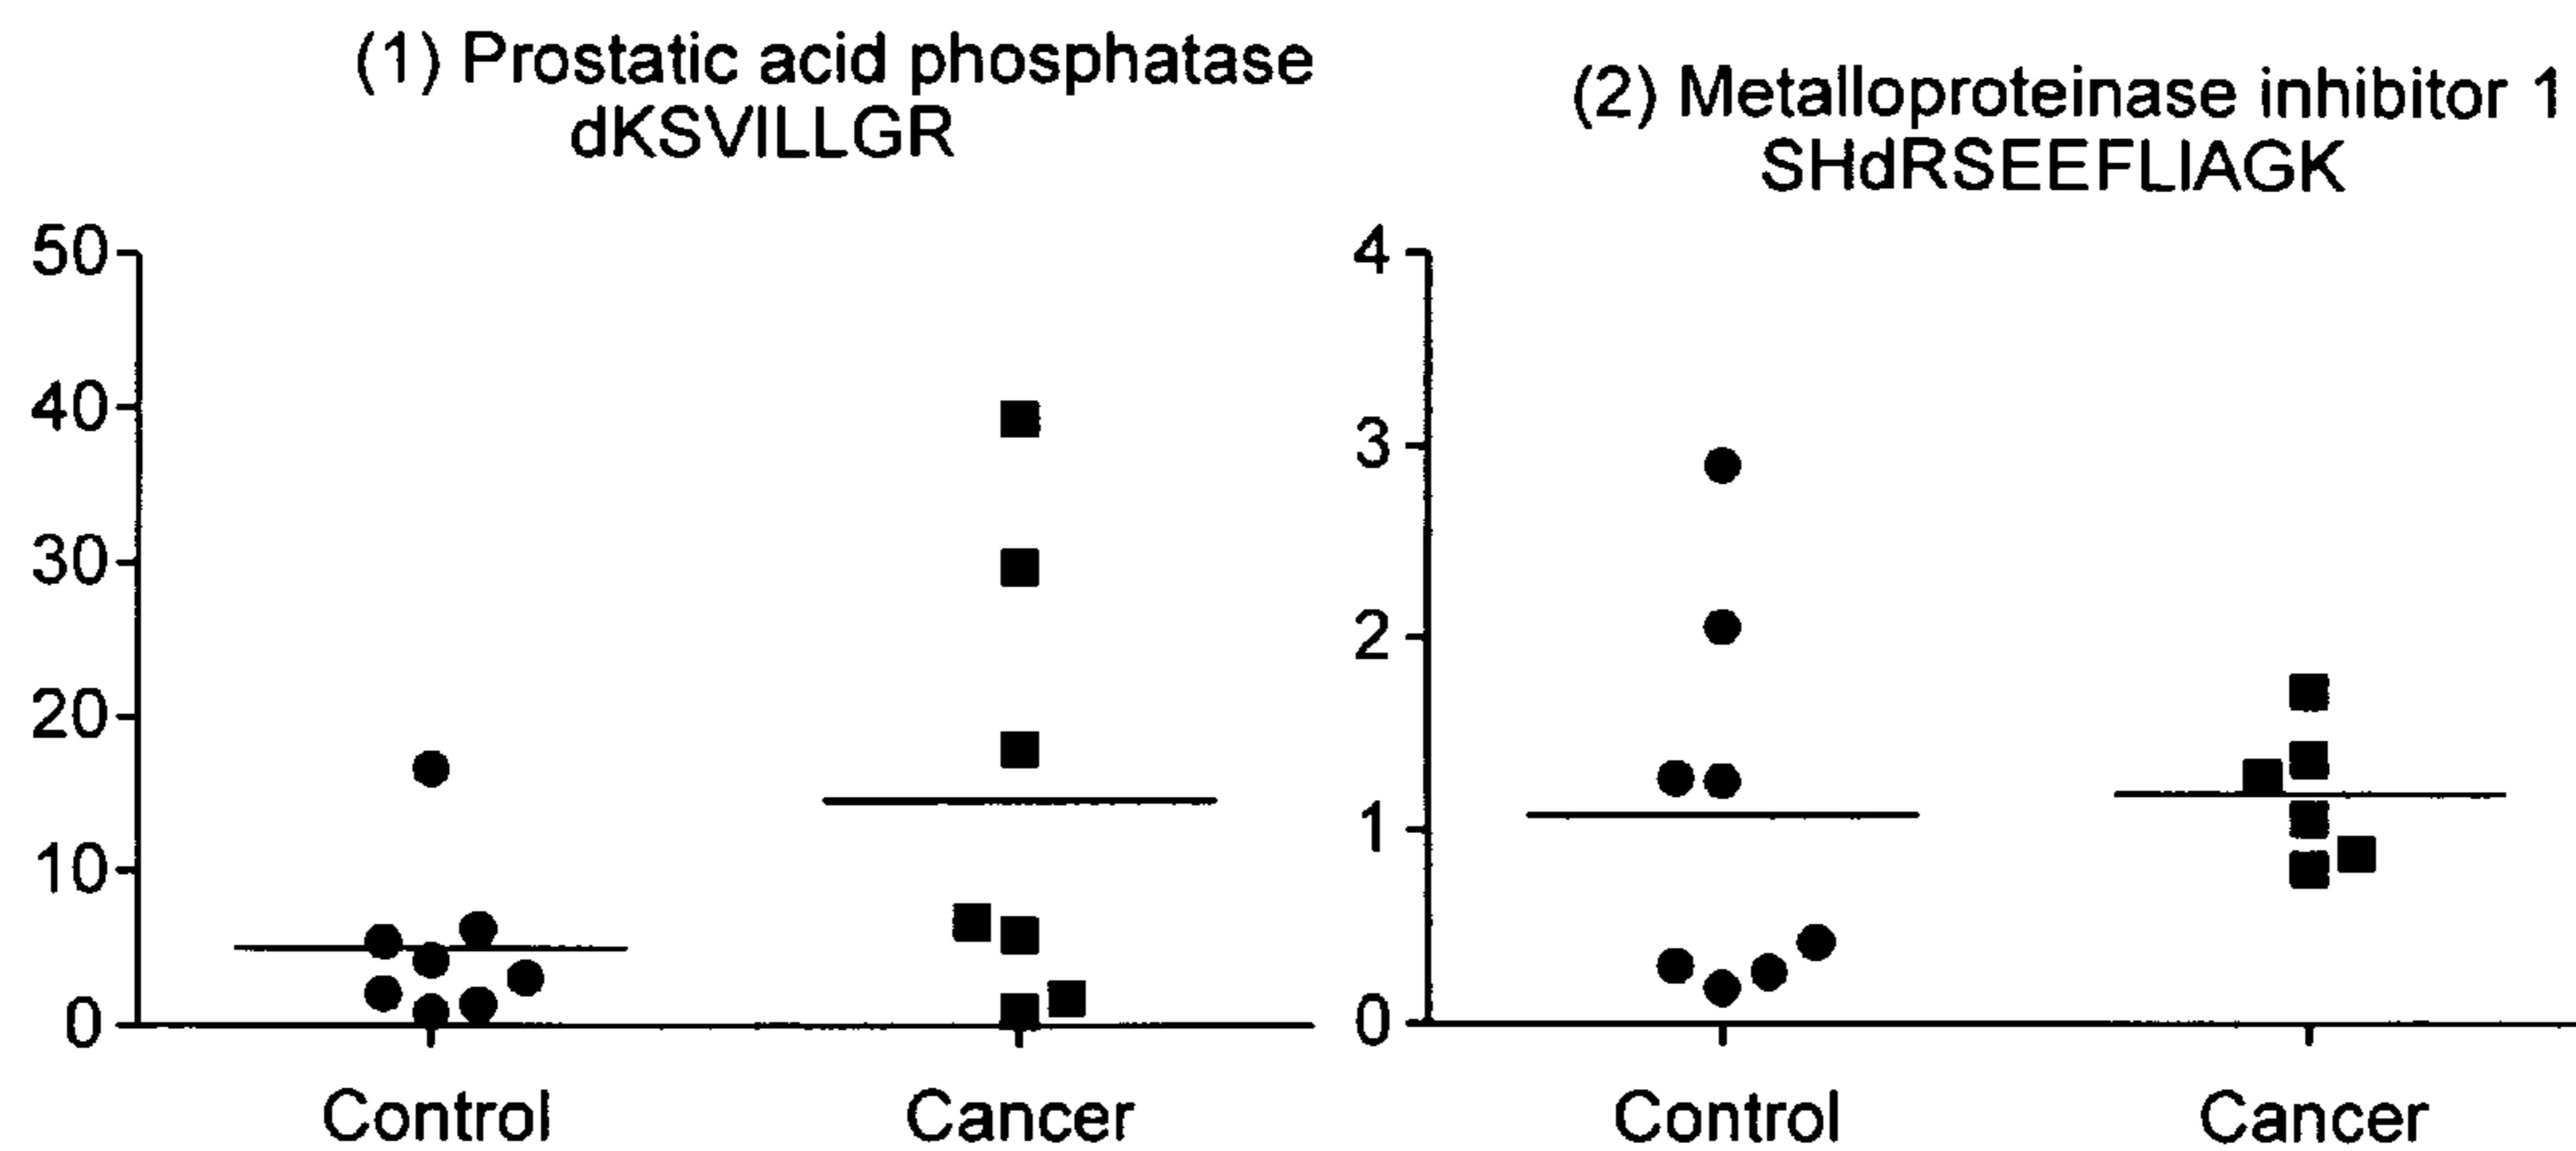 (1) Prostatic acid phosphatase
dKSVILLGR
50
40
30
20
10
0
Control Cancer
(2) Metalloproteinase inhibitor 1
SHdRSEEFLIAGK
4
3
2
1
0
Control Cancer